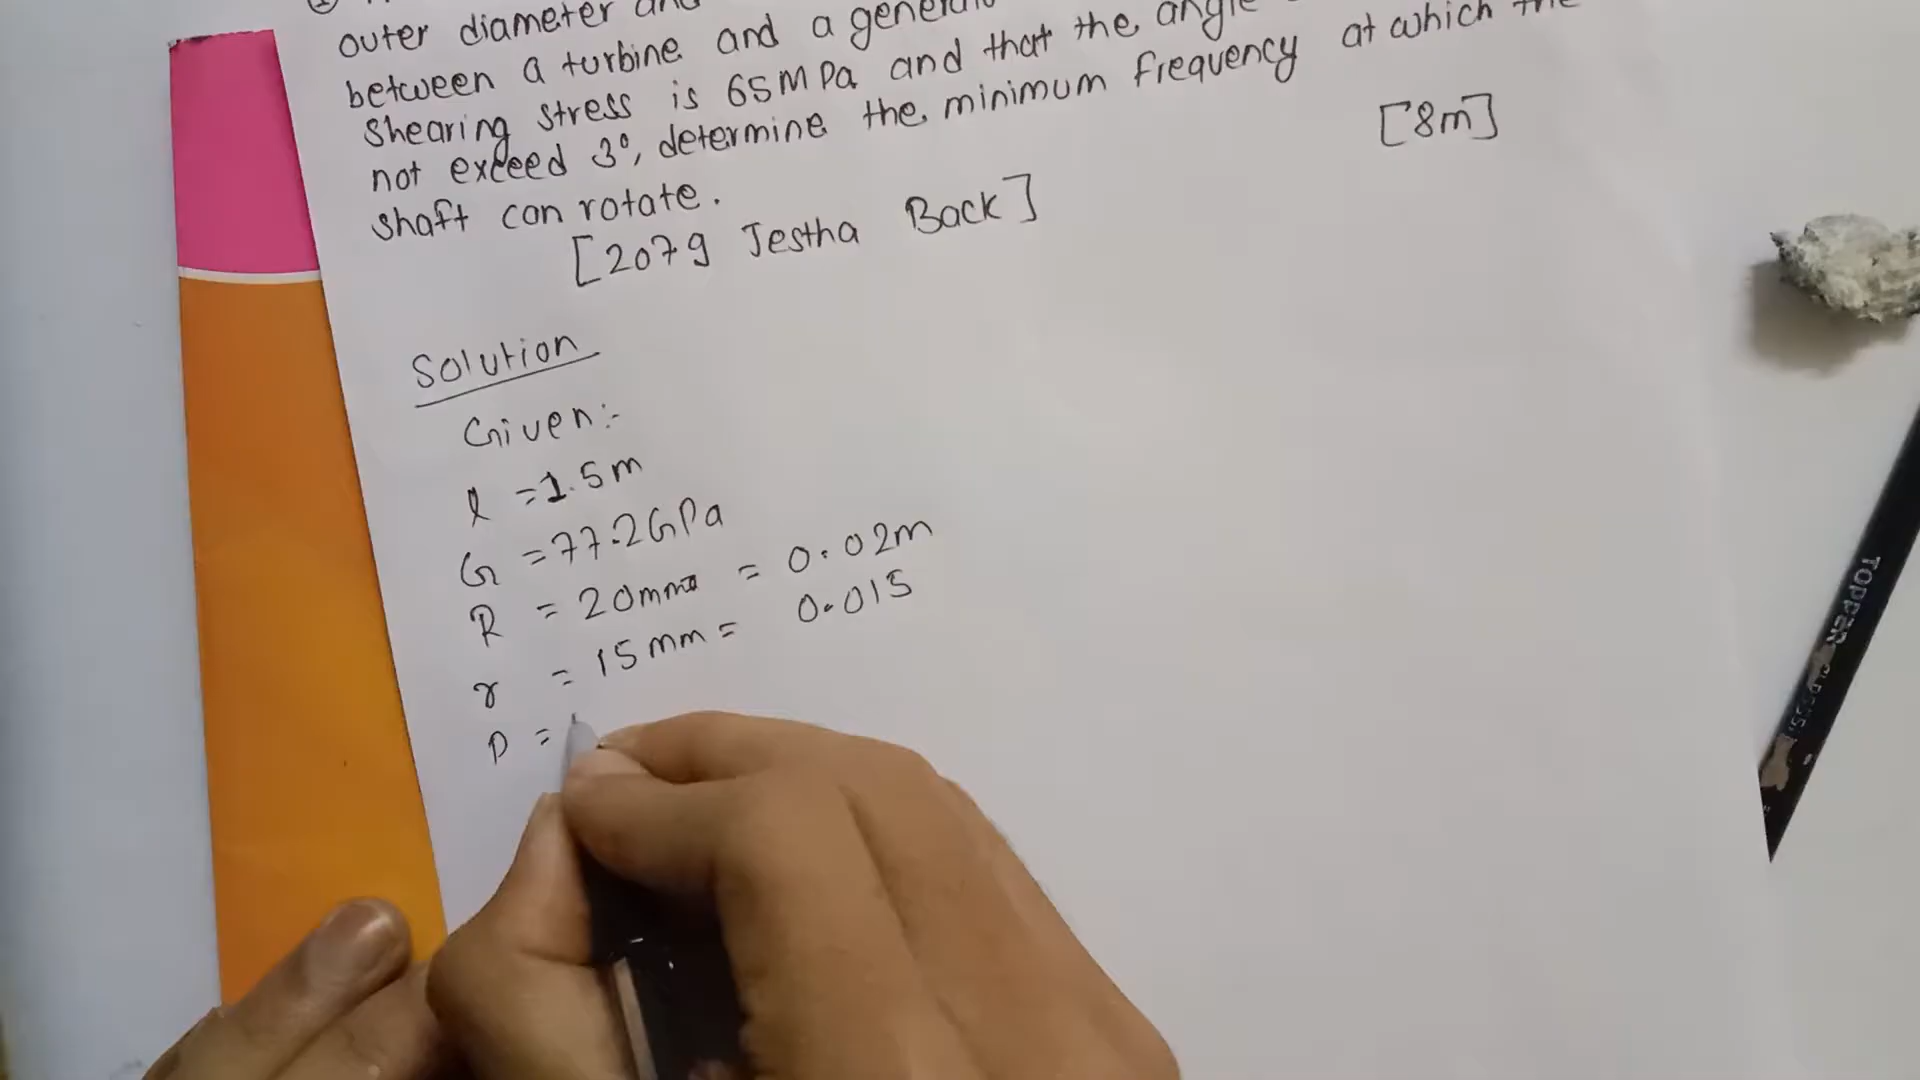 outer diameter and
between a turbine and a generat
shearing stress is 65MPa and that the angle
not exceed 3°, determine the minimum frequency at which the
shaft can rotate.
[8m]
[2079 Jestha Back]
Solution
Given:-
l = 1.5m
G = 77.2GPa
R = 20mm = 0.02m
r = 15mm = 0.015
P =
TOPPER